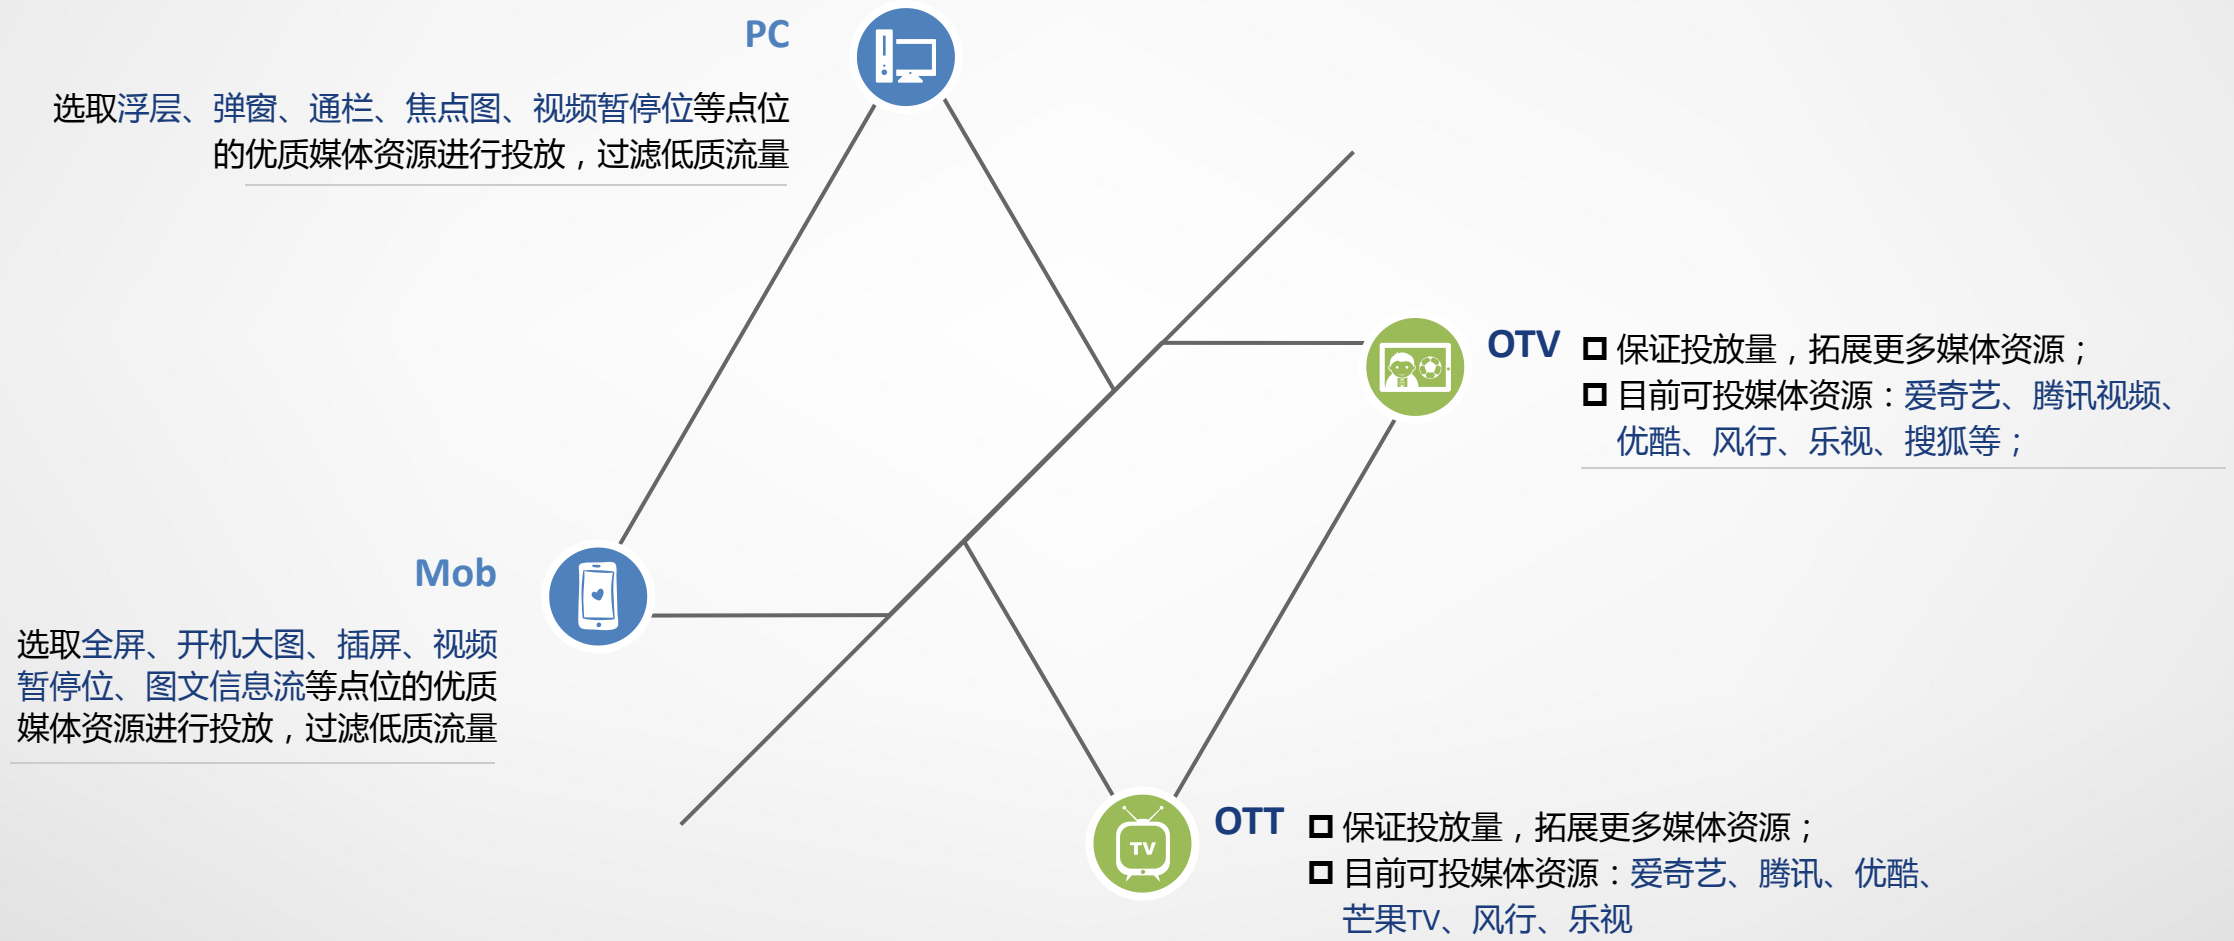 PC
选取浮层、弹窗、通栏、焦点图、视频暂停位等点位
的优质媒体资源进行投放，过滤低质流量
OTV
保证投放量，拓展更多媒体资源；
目前可投媒体资源：爱奇艺、腾讯视频、
优酷、风行、乐视、搜狐等；
Mob
选取全屏、开机大图、插屏、视频
暂停位、图文信息流等点位的优质
媒体资源进行投放，过滤低质流量
TV
OTT
保证投放量，拓展更多媒体资源；
目前可投媒体资源：爱奇艺、腾讯、优酷、
芒果TV、风行、乐视